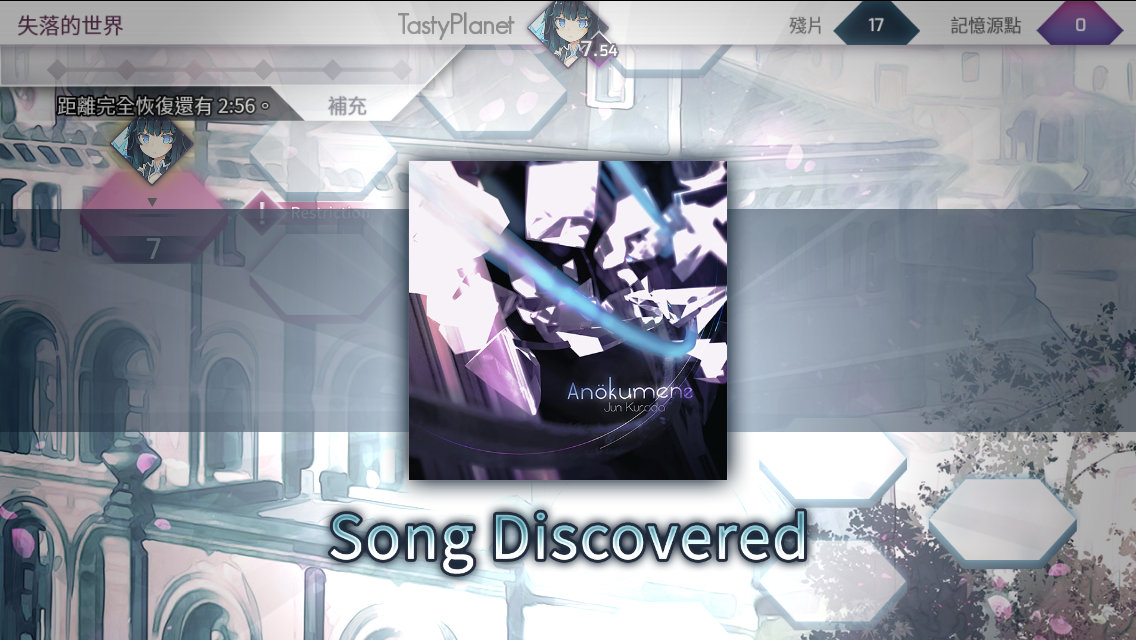 失落的世界
TastyPlanet
7.54
殘片
17
記憶源點
0
距離完全恢復還有 2:56。
補充
! Restriction
7
Anökumene
Jun Kuroda
Song Discovered